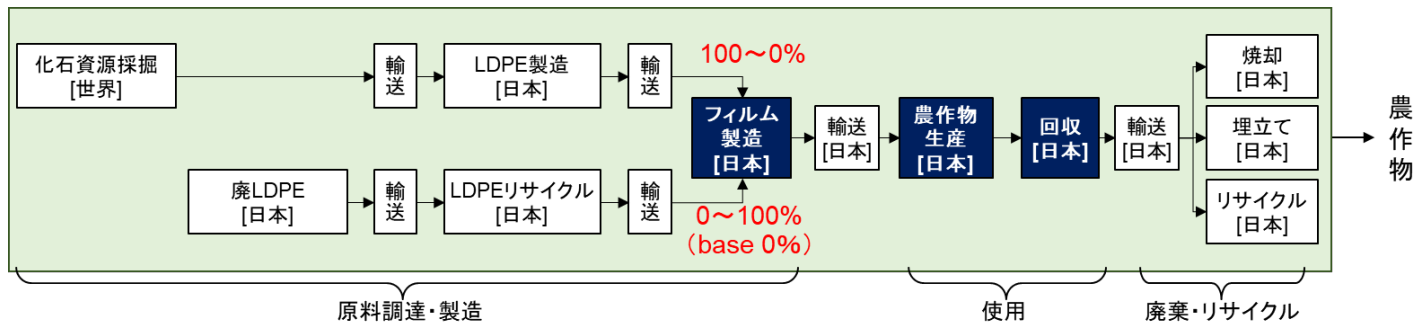 化石資源採掘
[世界]
輸
送
LDPE製造
[日本]
輸
送
100～0%
廃LDPE
[日本]
輸
送
LDPEリサイクル
[日本]
輸
送
0～100%
（base 0%）
フィルム
製造
[日本]
輸送
[日本]
農作物
生産
[日本]
回収
[日本]
輸送
[日本]
焼却
[日本]
埋立て
[日本]
リサイクル
[日本]
農
作
物
原料調達・製造
使用
廃棄・リサイクル